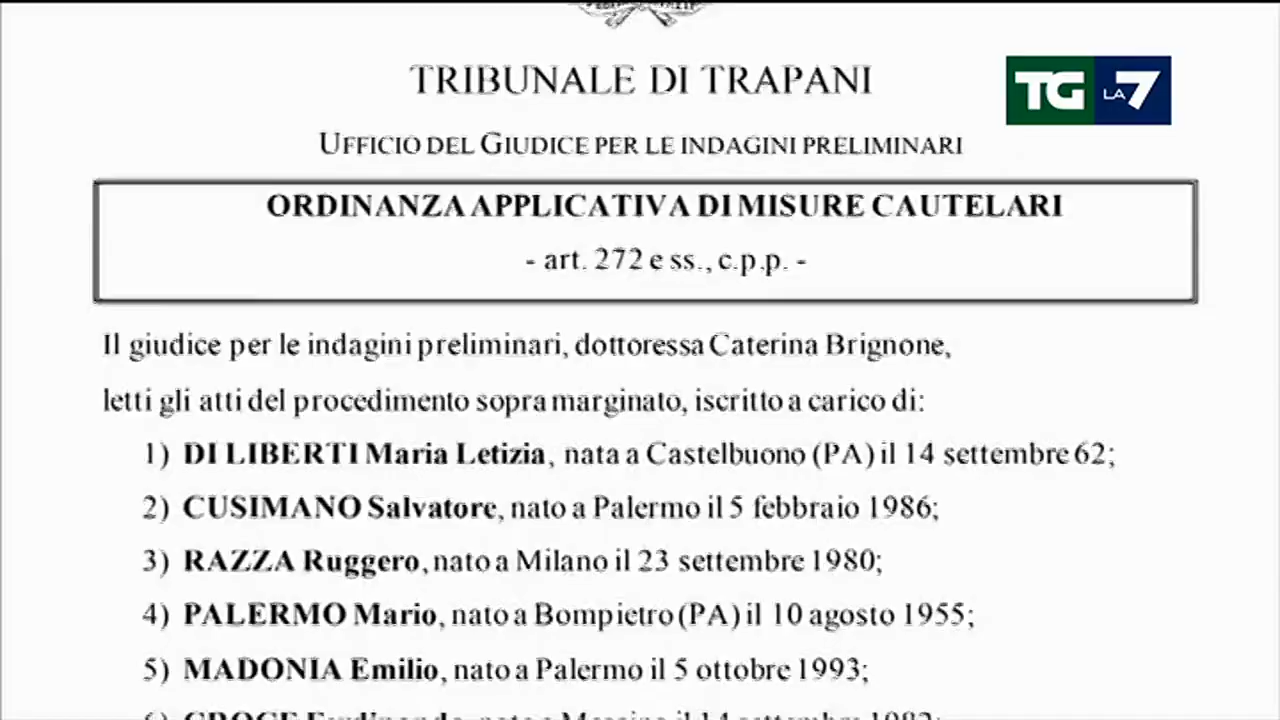 TRIBUNALE DI TRAPANI
TG LA 7
UFFICIO DEL GIUDICE PER LE INDAGINI PRELIMINARI
ORDINANZA APPLICATIVA DI MISURE CAUTELARI
- art. 272 e ss., c.p.p. -
Il giudice per le indagini preliminari, dottoressa Caterina Brignone,
letti gli atti del procedimento sopra marginato, iscritto a carico di:
1) DI LIBERTI Maria Letizia, nata a Castelbuono (PA) il 14 settembre 62;
2) CUSIMANO Salvatore, nato a Palermo il 5 febbraio 1986;
3) RAZZA Ruggero, nato a Milano il 23 settembre 1980;
4) PALERMO Mario, nato a Bompietro (PA) il 10 agosto 1955;
5) MADONIA Emilio, nato a Palermo il 5 ottobre 1993;